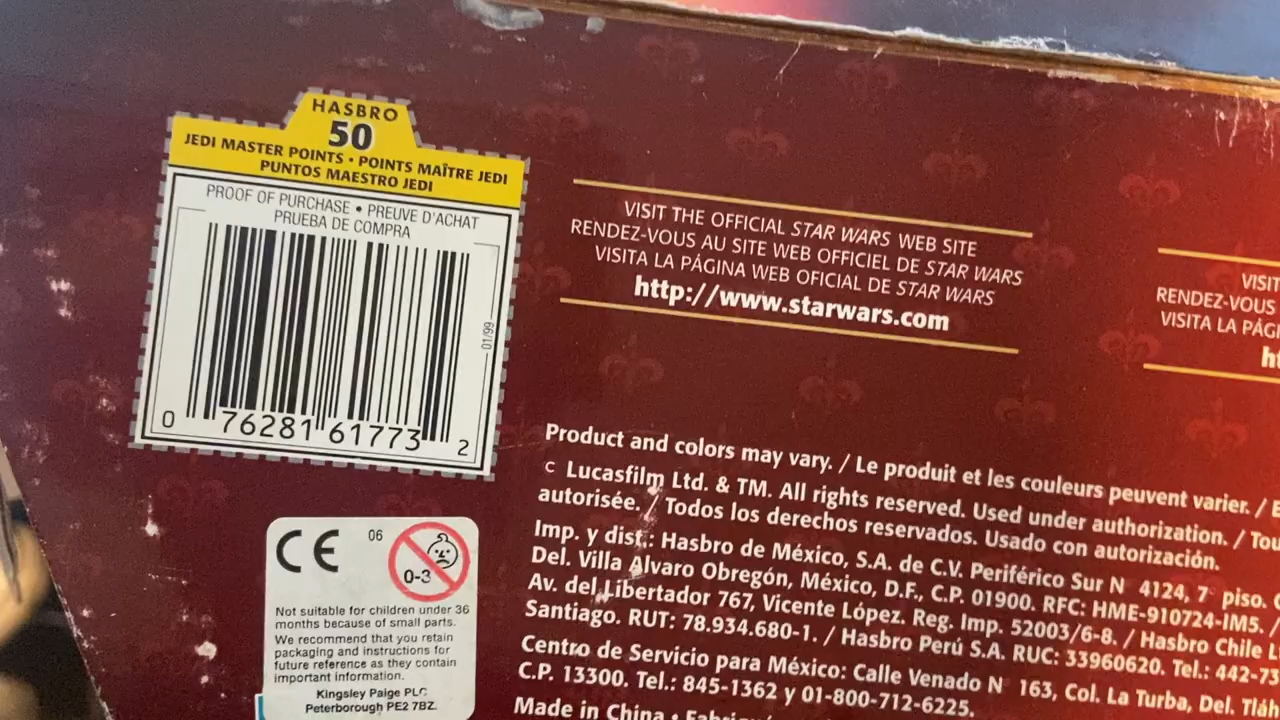 HASBRO
50
JEDI MASTER POINTS • POINTS MAÎTRE JEDI
PUNTOS MAESTRO JEDI
PROOF OF PURCHASE • PREUVE D'ACHAT
PRUEBA DE COMPRA
01/99
0 76281 61773 2
VISIT THE OFFICIAL STAR WARS WEB SITE
RENDEZ-VOUS AU SITE WEB OFFICIEL DE STAR WARS
VISITA LA PÁGINA WEB OFICIAL DE STAR WARS
http://www.starwars.com
VISIT
RENDEZ-VOUS
VISITA LA PÁGI
ht
Product and colors may vary. / Le produit et les couleurs peuvent varier. / E
c Lucasfilm Ltd. & TM. All rights reserved. Used under authorization. / Tou
autorisée. / Todos los derechos reservados. Usado con autorización.
Imp. y dist.: Hasbro de México, S.A. de C.V. Periférico Sur N 4124, 7 piso.
Del. Villa Alvaro Obregón, México, D.F., C.P. 01900. RFC: HME-910724-IM5. /
Av. del Libertador 767, Vicente López. Reg. Imp. 52003/6-8. / Hasbro Chile L
Santiago. RUT: 78.934.680-1. / Hasbro Perú S.A. RUC: 33960620. Tel.: 442-73
Centro de Servicio para México: Calle Venado N 163, Col. La Turba, Del. Tláh
C.P. 13300. Tel.: 845-1362 y 01-800-712-6225.
Made in China •
CE 06
0-3
Not suitable for children under 36
months because of small parts.
We recommend that you retain
packaging and instructions for
future reference as they contain
important information.
Kingsley Paige PLC
Peterborough PE2 7BZ.